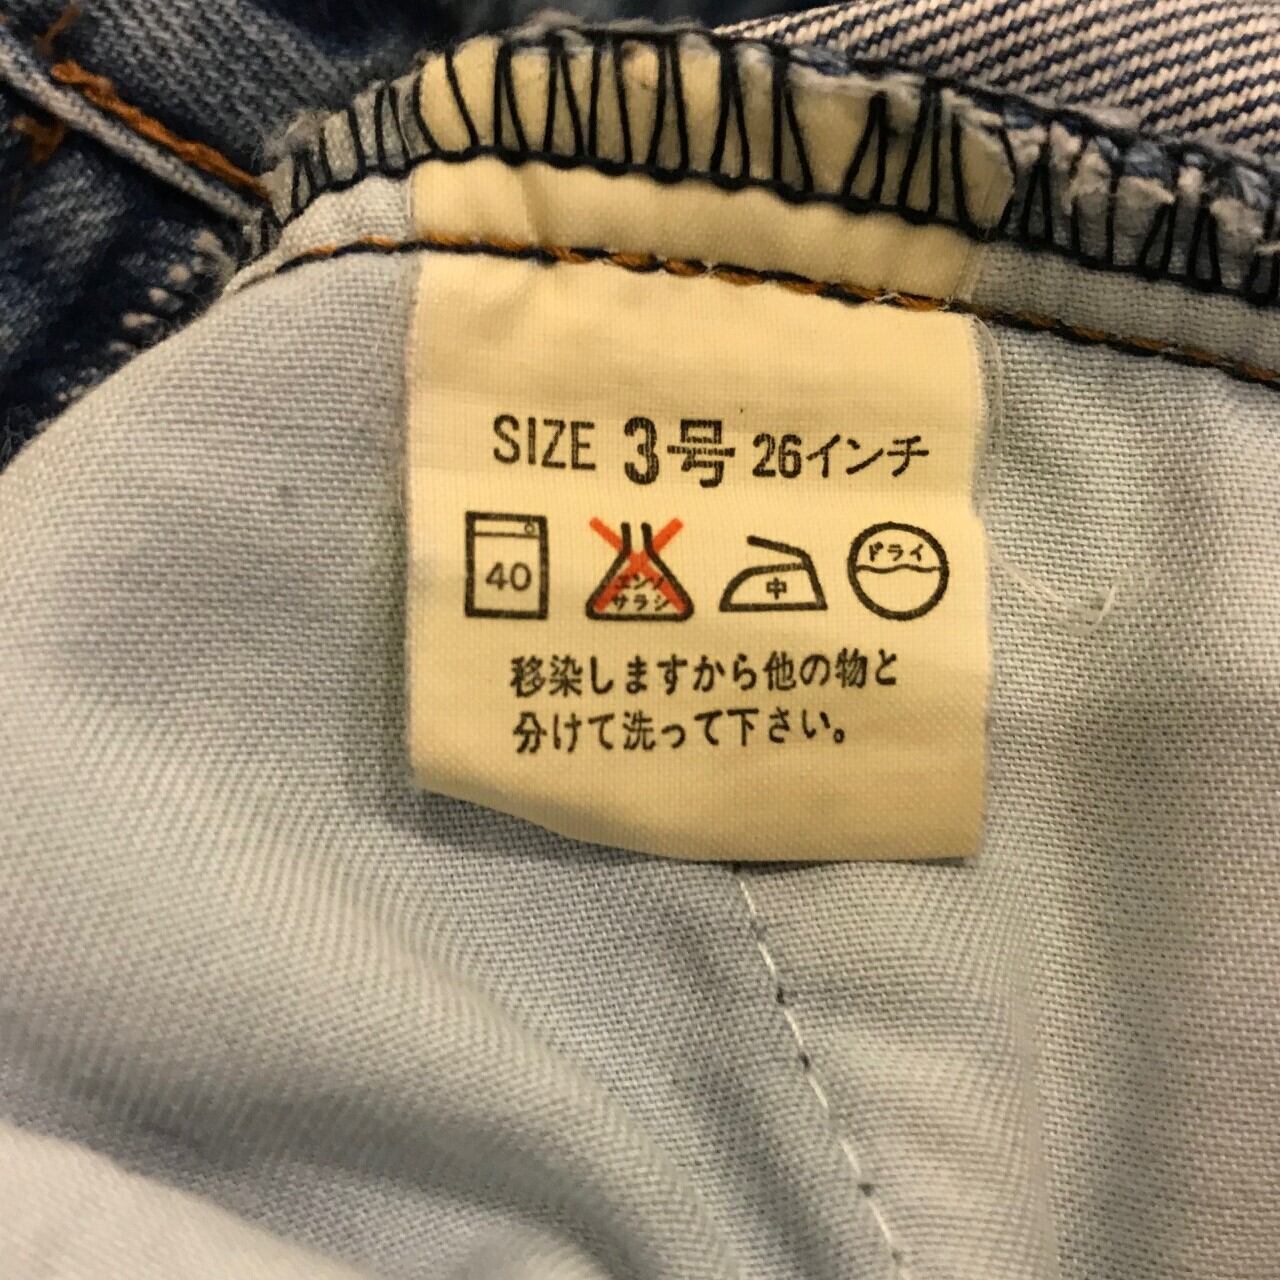 SIZE 3号 26インチ
40 エンソサラシ 中 ドライ
移染しますから他の物と
分けて洗って下さい。